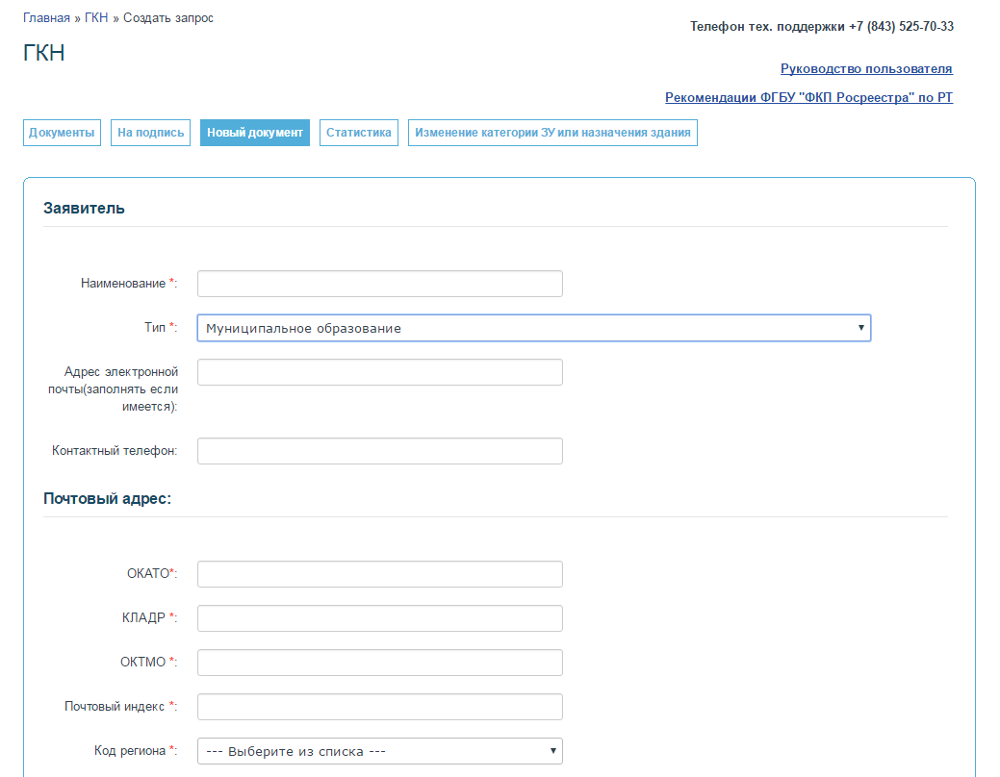 Главная » ГКН » Создать запрос
Телефон тех. поддержки +7 (843) 525-70-33
ГКН
Руководство пользователя
Рекомендации ФГБУ "ФКП Росреестра" по РТ
Документы На подпись Новый документ Статистика Изменение категории ЗУ или назначения здания
Заявитель
Наименование *:
Тип *: Муниципальное образование
Адрес электронной
почты(заполнять если
имеется):
Контактный телефон:
Почтовый адрес:
ОКАТО*:
КЛАДР *:
ОКТМО *:
Почтовый индекс *:
Код региона *: --- Выберите из списка ---